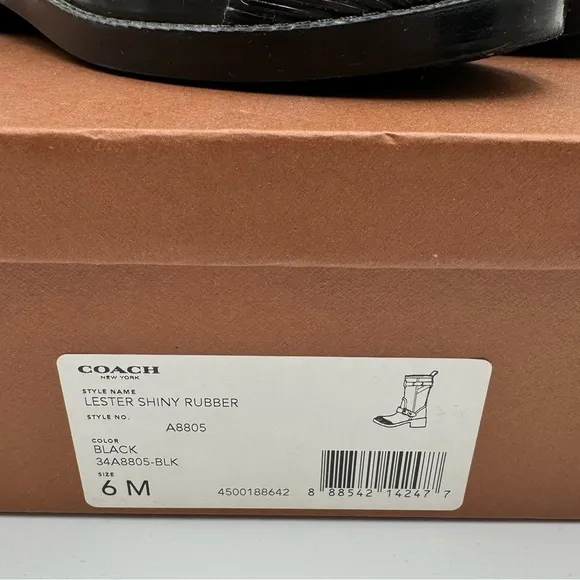 COACH
NEW YORK
STYLE NAME
LESTER SHINY RUBBER
STYLE NO.
A8805
COLOR
BLACK
34A8805-BLK
SIZE
6 M
4500188642
8 88542 14247 7